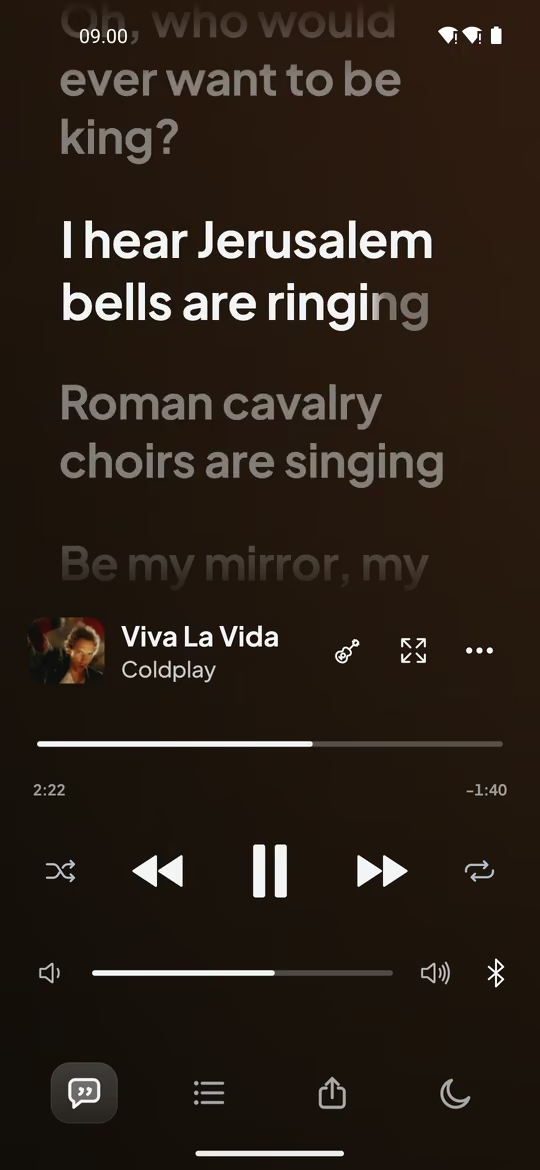 Oh, who would
09.00
ever want to be
king?
I hear Jerusalem
bells are ringing
Roman cavalry
choirs are singing
Be my mirror, my
Viva La Vida
Coldplay
2:22
-1:40